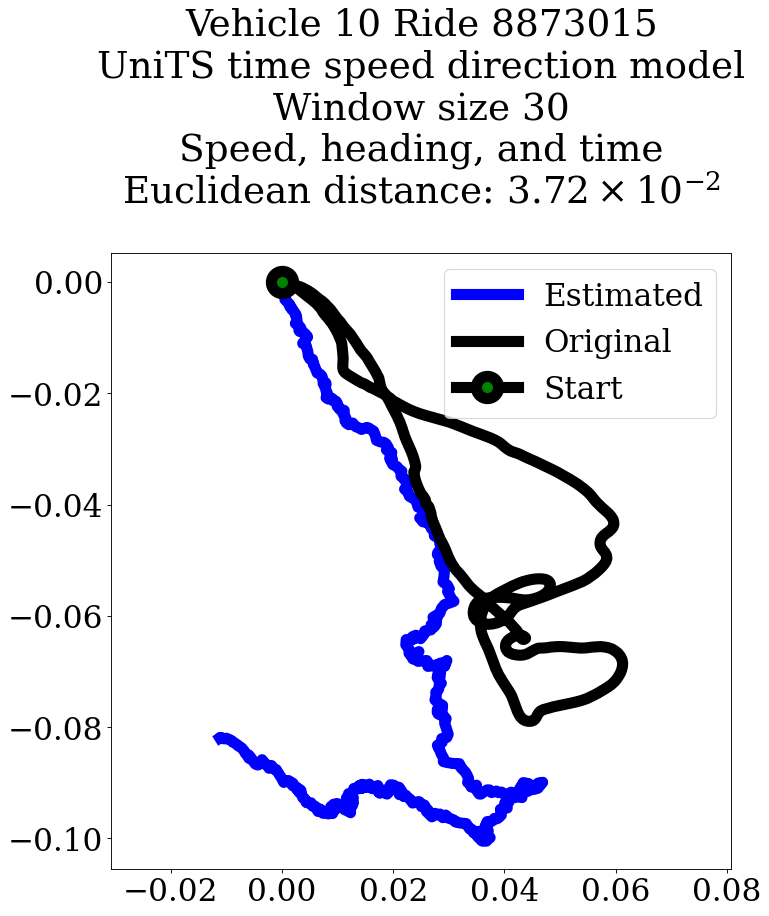 Vehicle 10 Ride 8873015
UniTS time speed direction model
Window size 30
Speed, heading, and time
Euclidean distance: 3.72 × 10⁻²
Estimated
Original
Start
0.00
−0.02
−0.04
−0.06
−0.08
−0.10
−0.02 0.00 0.02 0.04 0.06 0.08